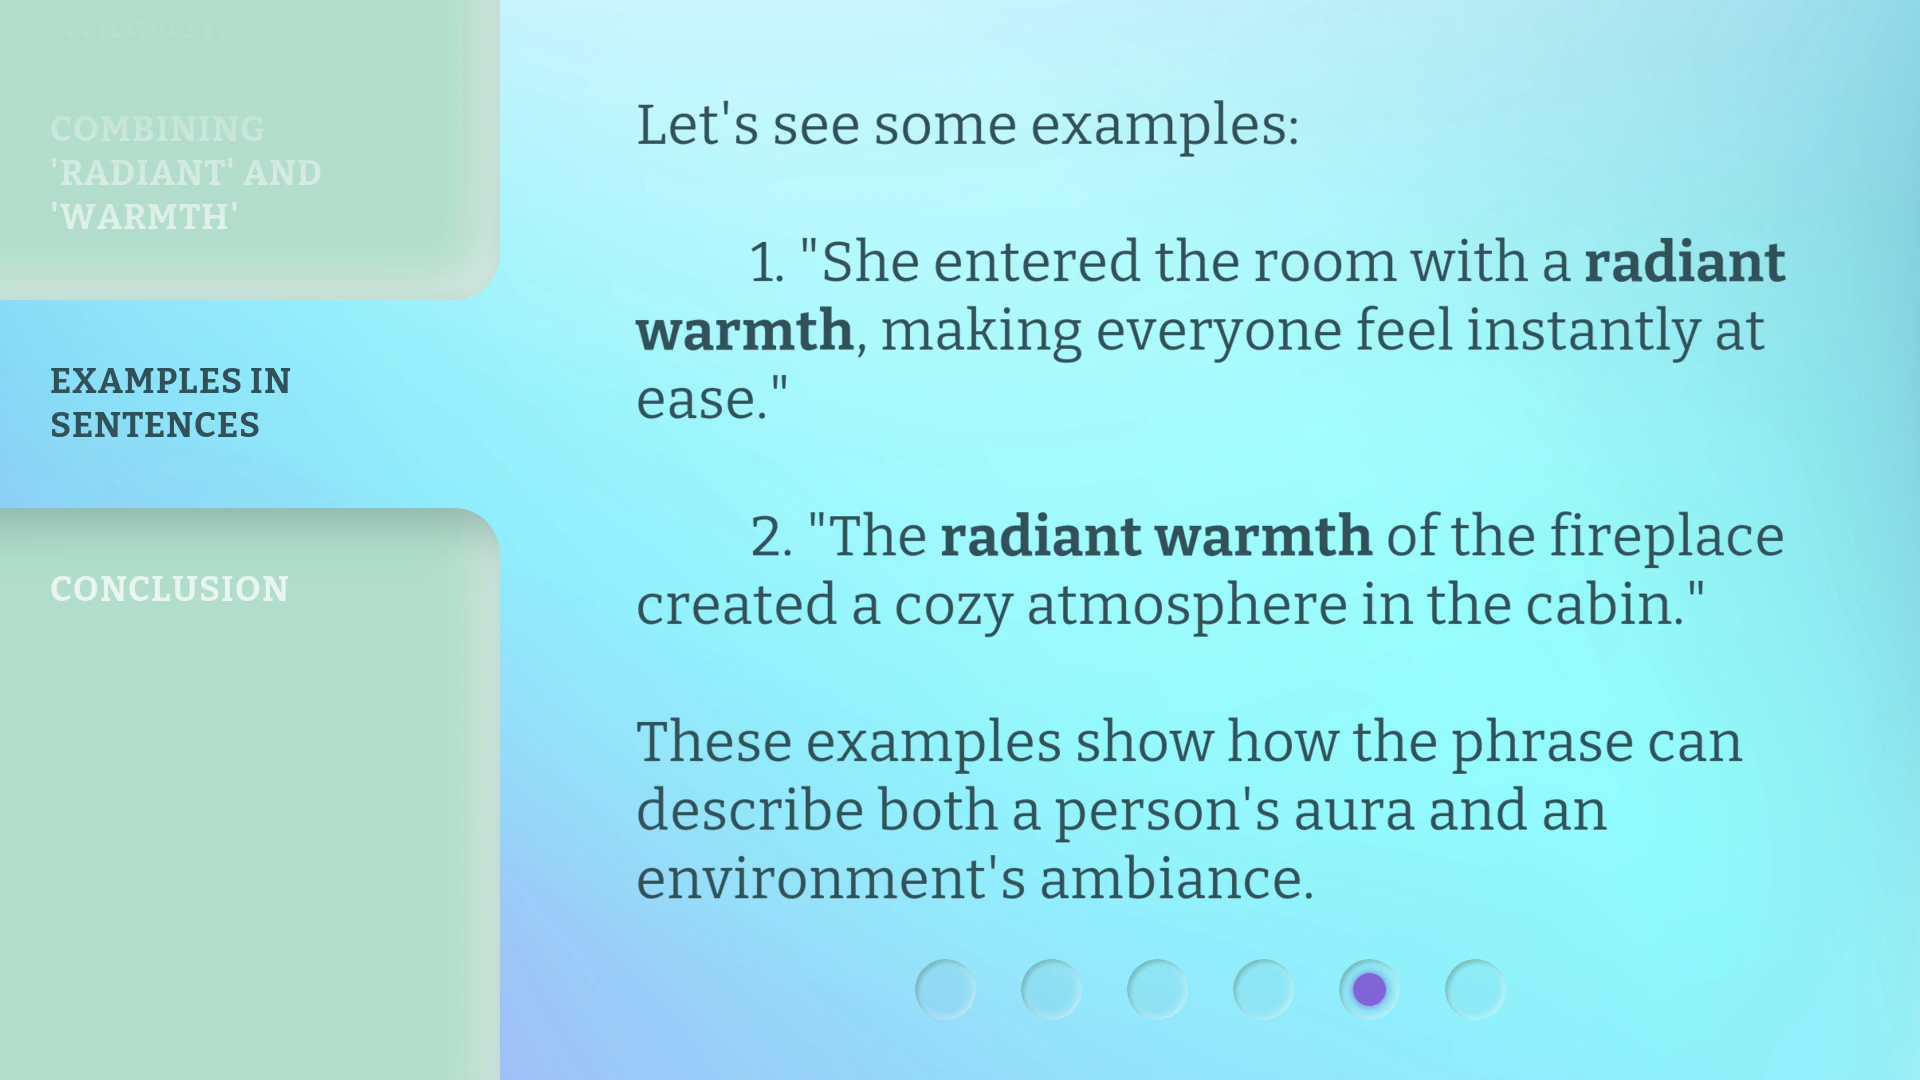 COMBINING
'RADIANT' AND
'WARMTH'
EXAMPLES IN
SENTENCES
CONCLUSION
Let's see some examples:
1. "She entered the room with a radiant
warmth, making everyone feel instantly at
ease."
2. "The radiant warmth of the fireplace
created a cozy atmosphere in the cabin."
These examples show how the phrase can
describe both a person's aura and an
environment's ambiance.